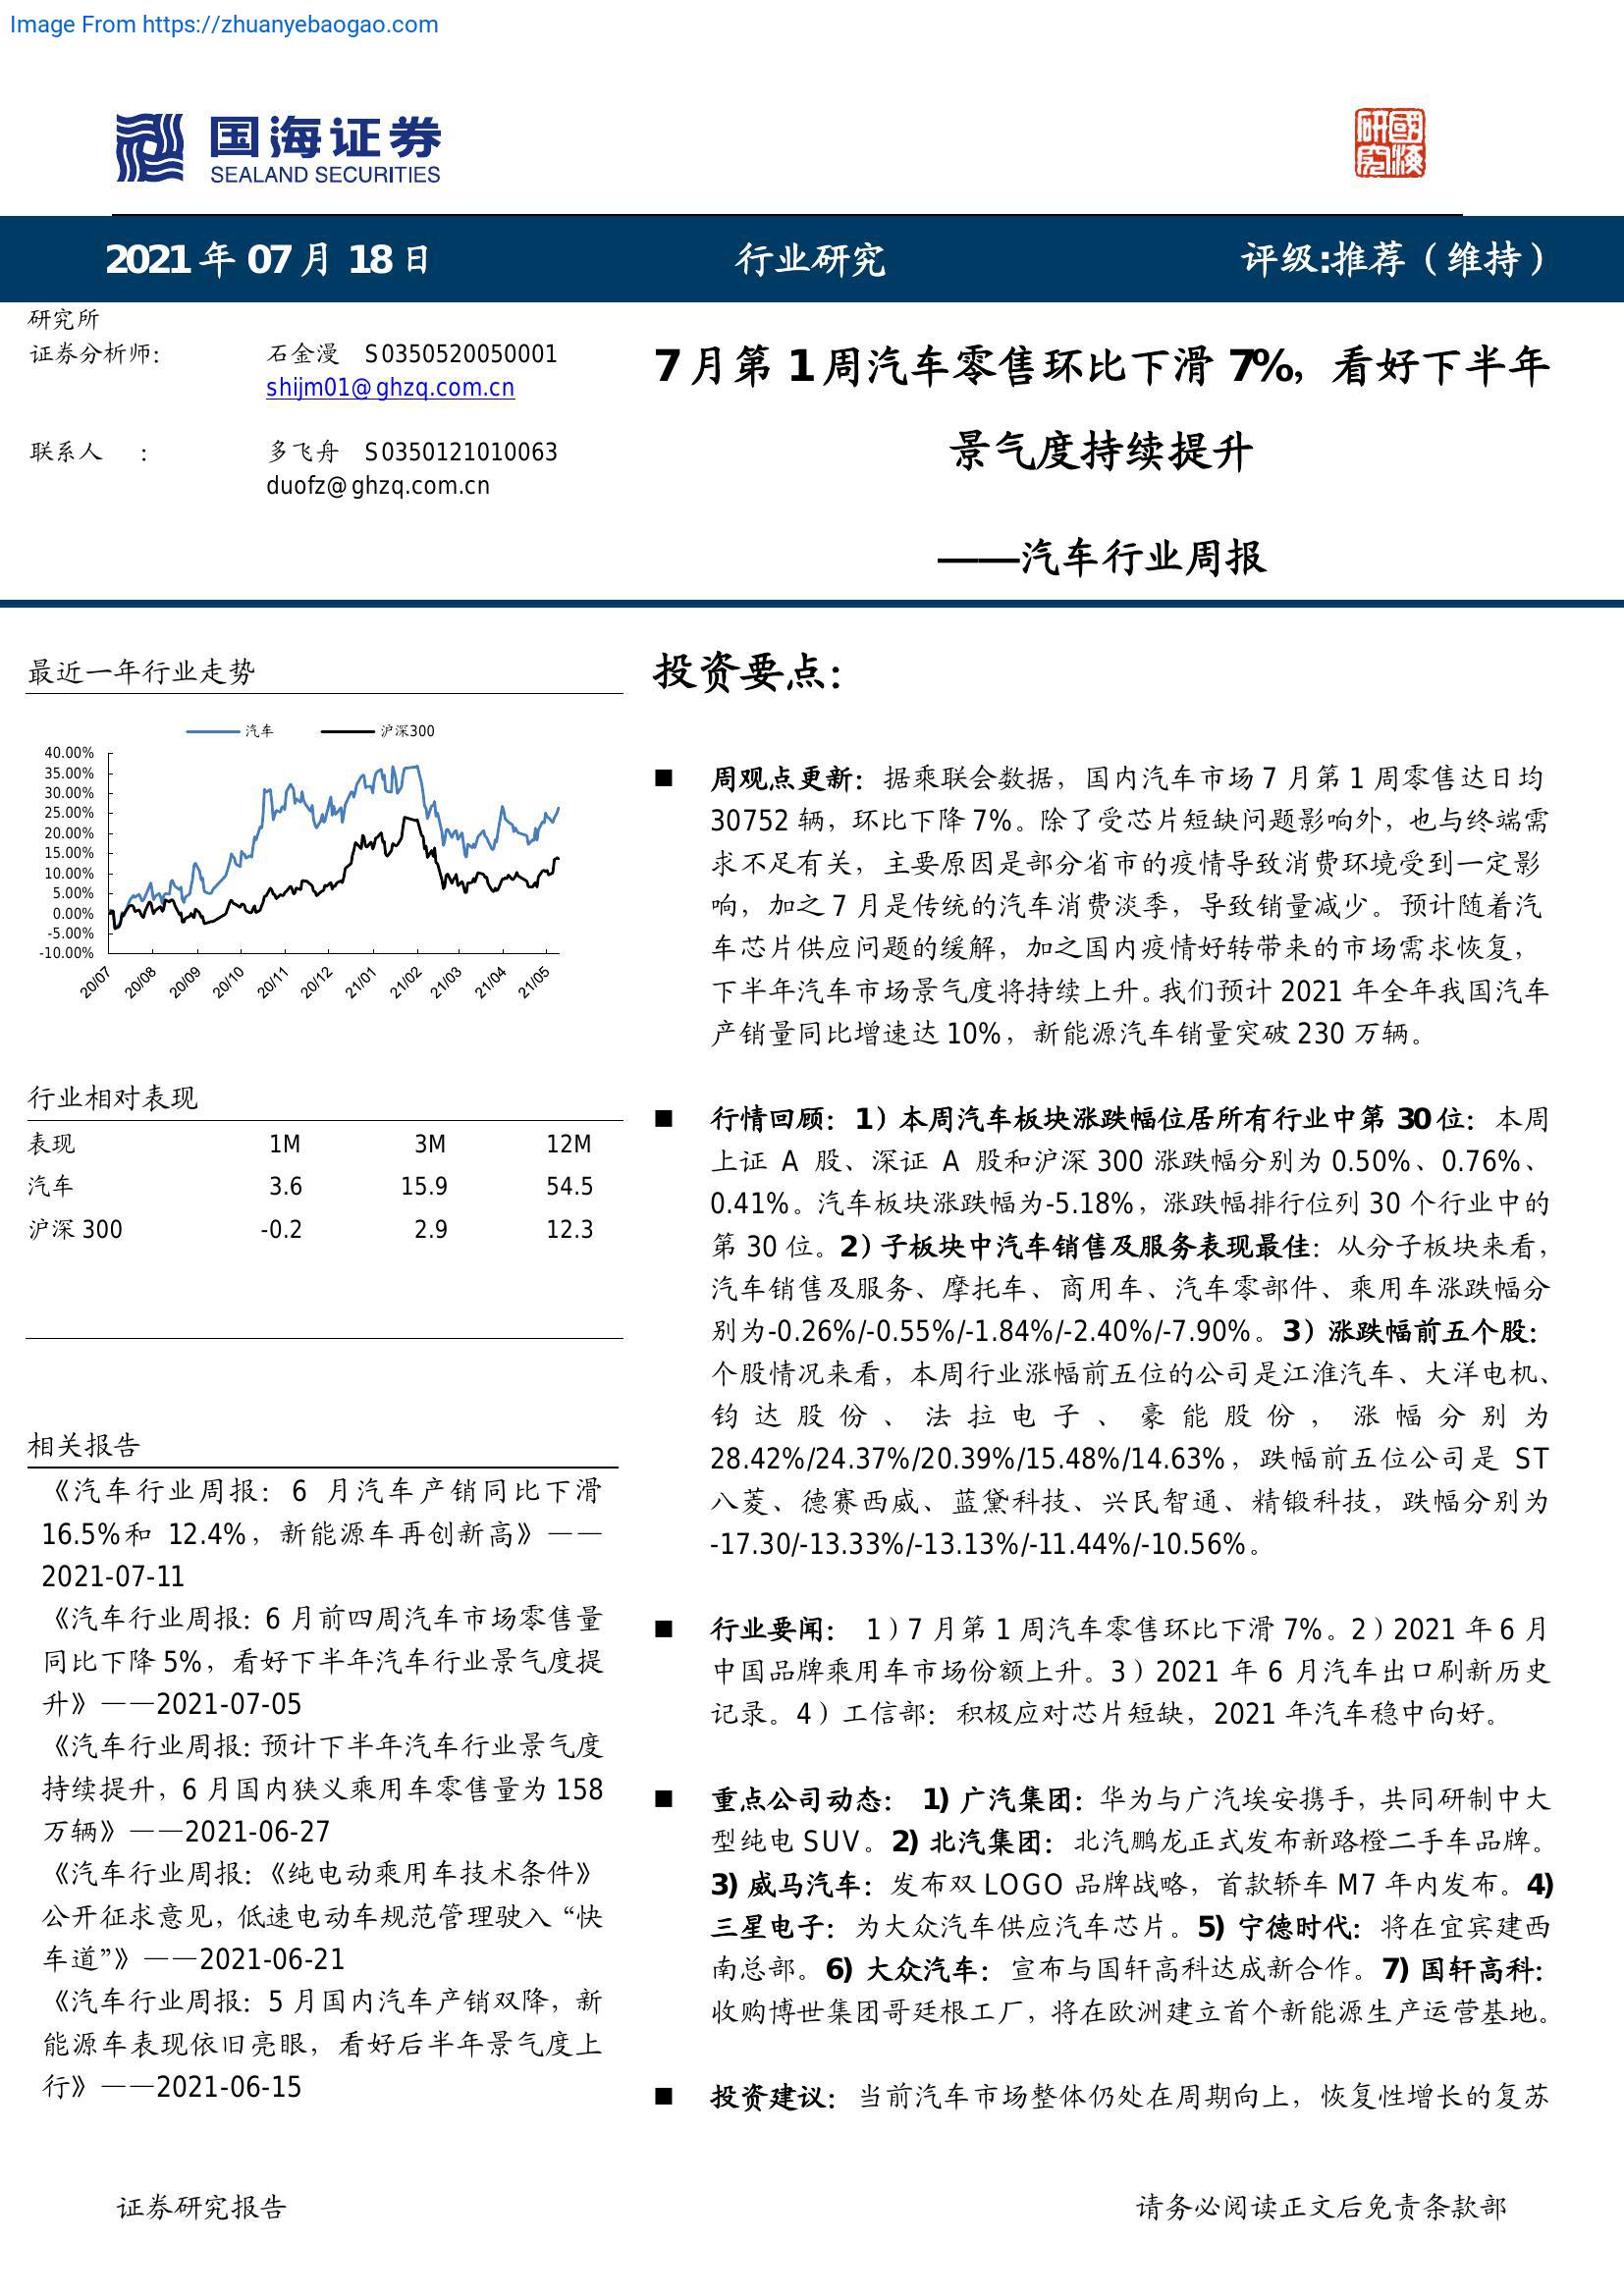 Image From https://zhuanyebaogao.com
国海证券
SEALAND SECURITIES
研國
究海
2021 年 07 月 18 日 行业研究 评级:推荐（维持）
研究所
证券分析师: 石金漫 S0350520050001
shijm01@ghzq.com.cn
联系人 : 多飞舟 S0350121010063
duofz@ghzq.com.cn
7 月第 1 周汽车零售环比下滑 7%，看好下半年
景气度持续提升
——汽车行业周报
最近一年行业走势
汽车 沪深300
40.00%
35.00%
30.00%
25.00%
20.00%
15.00%
10.00%
5.00%
0.00%
-5.00%
-10.00%
20/07 20/08 20/09 20/10 20/11 20/12 21/01 21/02 21/03 21/04 21/05
行业相对表现
表现 1M 3M 12M
汽车 3.6 15.9 54.5
沪深 300 -0.2 2.9 12.3
相关报告
《汽车行业周报：6 月汽车产销同比下滑
16.5%和 12.4%，新能源车再创新高》——
2021-07-11
《汽车行业周报：6 月前四周汽车市场零售量
同比下降 5%，看好下半年汽车行业景气度提
升》——2021-07-05
《汽车行业周报：预计下半年汽车行业景气度
持续提升，6 月国内狭义乘用车零售量为 158
万辆》——2021-06-27
《汽车行业周报：《纯电动乘用车技术条件》
公开征求意见，低速电动车规范管理驶入“快
车道”》——2021-06-21
《汽车行业周报：5 月国内汽车产销双降，新
能源车表现依旧亮眼，看好后半年景气度上
行》——2021-06-15
投资要点：
■ 周观点更新：据乘联会数据，国内汽车市场 7 月第 1 周零售达日均
30752 辆，环比下降 7%。除了受芯片短缺问题影响外，也与终端需
求不足有关，主要原因是部分省市的疫情导致消费环境受到一定影
响，加之 7 月是传统的汽车消费淡季，导致销量减少。预计随着汽
车芯片供应问题的缓解，加之国内疫情好转带来的市场需求恢复，
下半年汽车市场景气度将持续上升。我们预计 2021 年全年我国汽车
产销量同比增速达 10%，新能源汽车销量突破 230 万辆。
■ 行情回顾：1）本周汽车板块涨跌幅位居所有行业中第 30 位：本周
上证 A 股、深证 A 股和沪深 300 涨跌幅分别为 0.50%、0.76%、
0.41%。汽车板块涨跌幅为-5.18%，涨跌幅排行位列 30 个行业中的
第 30 位。2）子板块中汽车销售及服务表现最佳：从分子板块来看，
汽车销售及服务、摩托车、商用车、汽车零部件、乘用车涨跌幅分
别为-0.26%/-0.55%/-1.84%/-2.40%/-7.90%。3）涨跌幅前五个股：
个股情况来看，本周行业涨幅前五位的公司是江淮汽车、大洋电机、
钧达股份、法拉电子、豪能股份，涨幅分别为
28.42%/24.37%/20.39%/15.48%/14.63%，跌幅前五位公司是 ST
八菱、德赛西威、蓝黛科技、兴民智通、精锻科技，跌幅分别为
-17.30/-13.33%/-13.13%/-11.44%/-10.56%。
■ 行业要闻： 1）7 月第 1 周汽车零售环比下滑 7%。2）2021 年 6 月
中国品牌乘用车市场份额上升。3）2021 年 6 月汽车出口刷新历史
记录。4）工信部：积极应对芯片短缺，2021 年汽车稳中向好。
■ 重点公司动态： 1) 广汽集团：华为与广汽埃安携手，共同研制中大
型纯电 SUV。2) 北汽集团：北汽鹏龙正式发布新路橙二手车品牌。
3) 威马汽车：发布双 LOGO 品牌战略，首款轿车 M7 年内发布。4)
三星电子：为大众汽车供应汽车芯片。5) 宁德时代：将在宜宾建西
南总部。6) 大众汽车：宣布与国轩高科达成新合作。7) 国轩高科：
收购博世集团哥廷根工厂，将在欧洲建立首个新能源生产运营基地。
■ 投资建议：当前汽车市场整体仍处在周期向上，恢复性增长的复苏
证券研究报告 请务必阅读正文后免责条款部